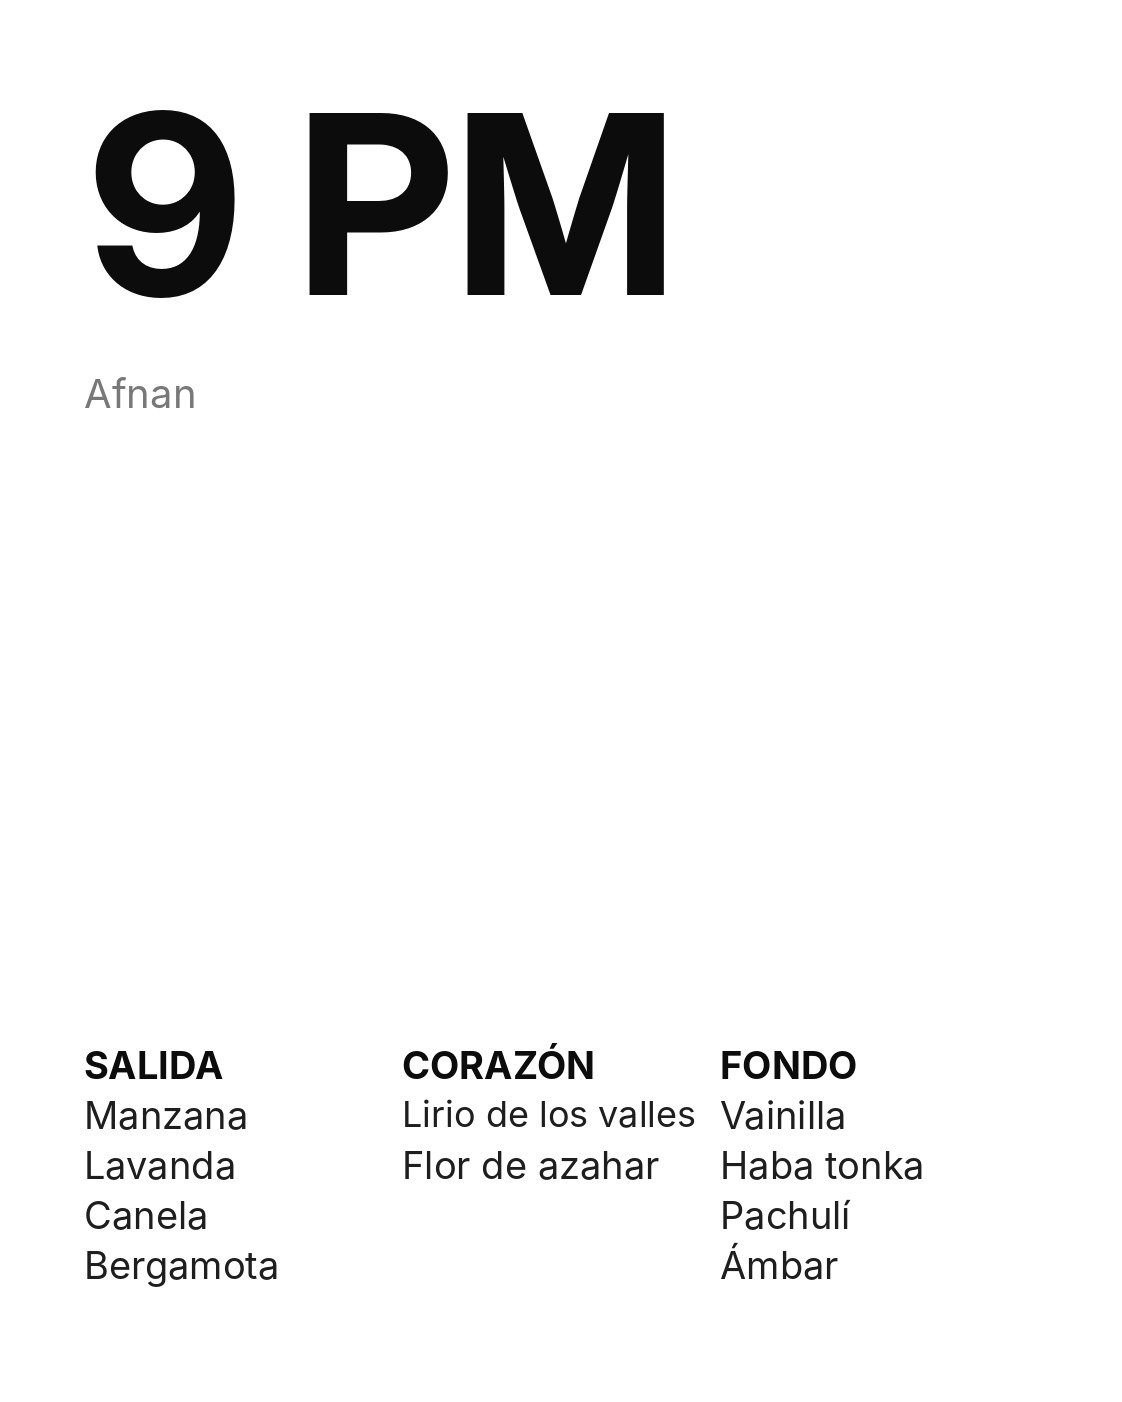 9 PM
Afnan
SALIDA
Manzana
Lavanda
Canela
Bergamota
CORAZÓN
Lirio de los valles
Flor de azahar
FONDO
Vainilla
Haba tonka
Pachulí
Ámbar